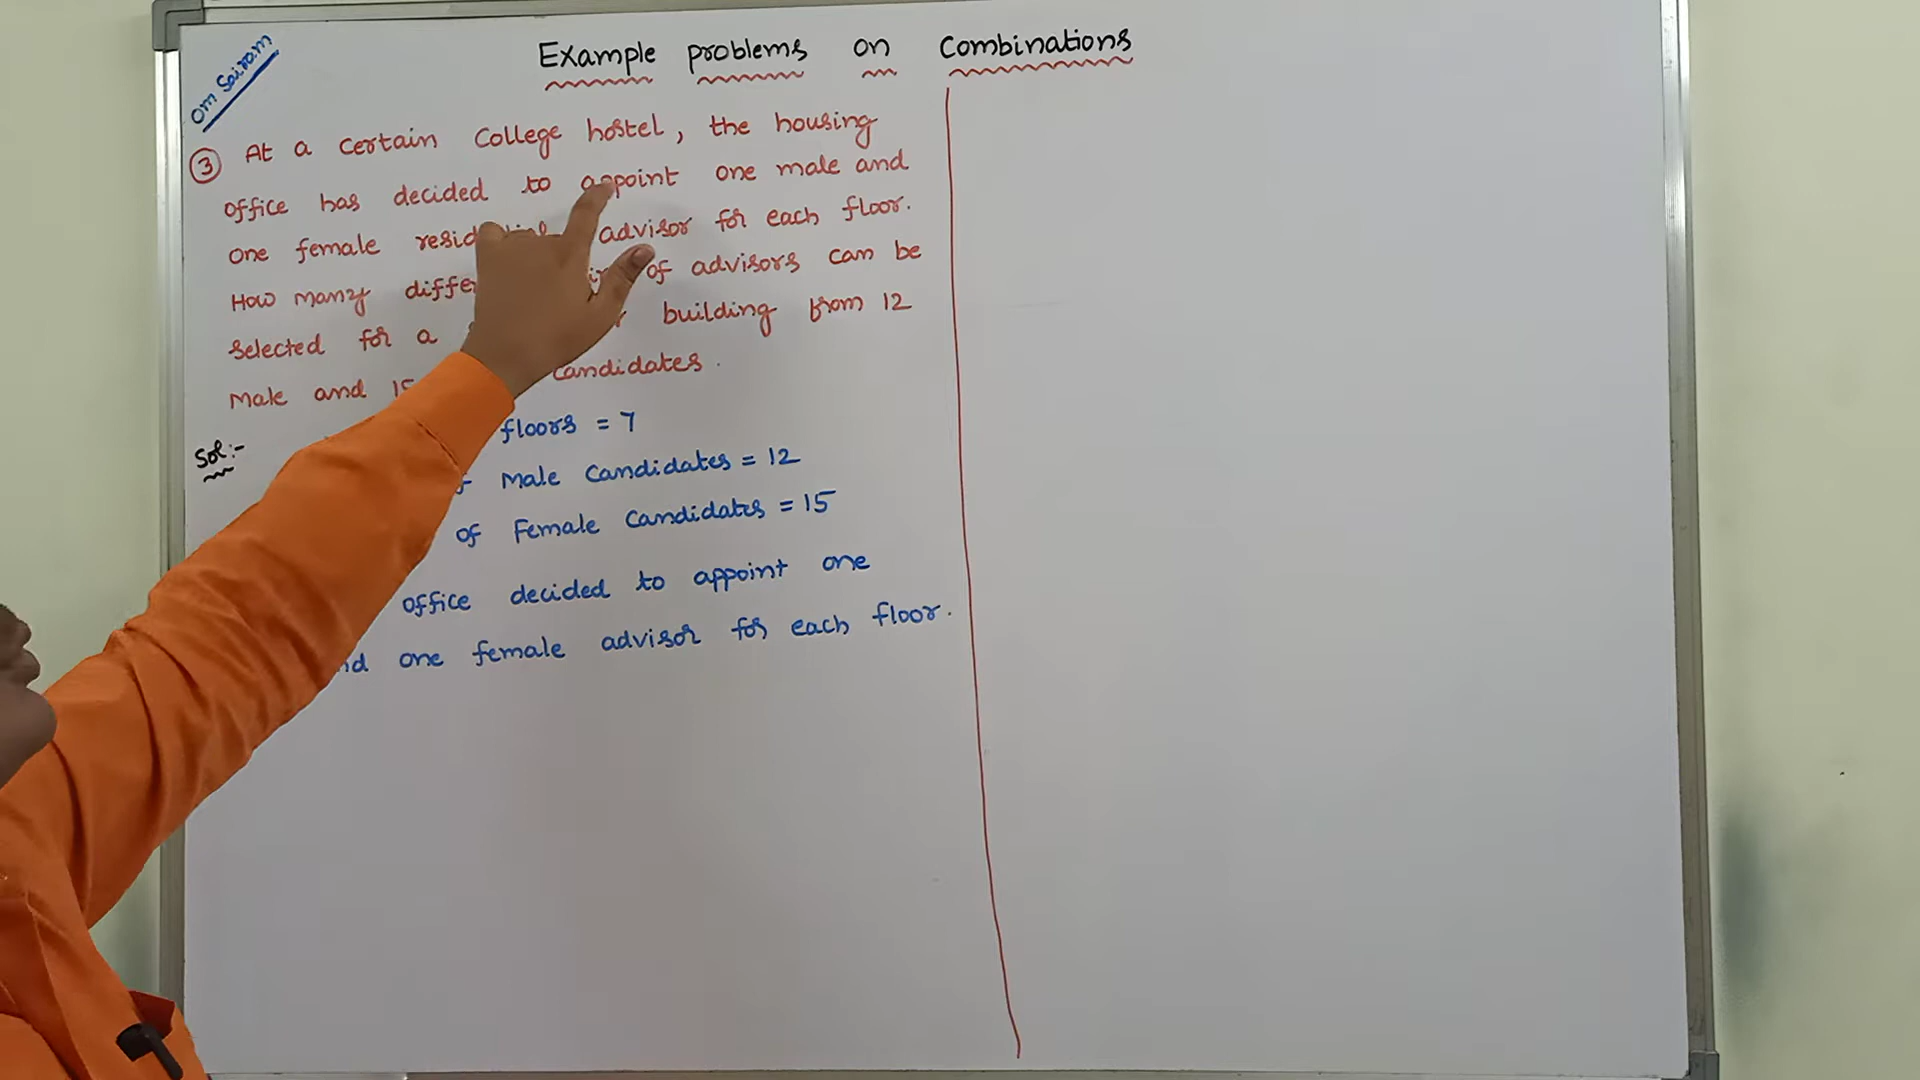 Om Sairam
Example problems on Combinations
3 At a certain College hostel, the housing
office has decided to appoint one male and
one female advisor for each floor.
How many of advisors can be
selected for a building from 12
Male and candidates.
Sol:-
floors = 7
Male Candidates = 12
of Female Candidates = 15
office decided to appoint one
one female advisor for each floor.